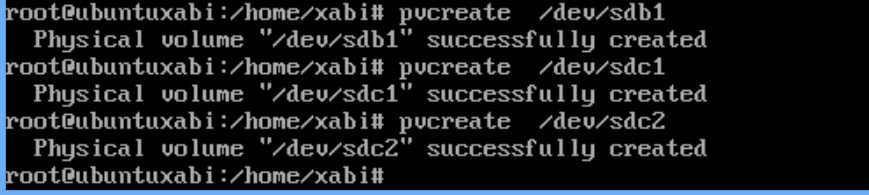 root@ubuntuxabi:/home/xabi# pvcreate  /dev/sdb1
  Physical volume "/dev/sdb1" successfully created
root@ubuntuxabi:/home/xabi# pvcreate  /dev/sdc1
  Physical volume "/dev/sdc1" successfully created
root@ubuntuxabi:/home/xabi# pvcreate  /dev/sdc2
  Physical volume "/dev/sdc2" successfully created
root@ubuntuxabi:/home/xabi#